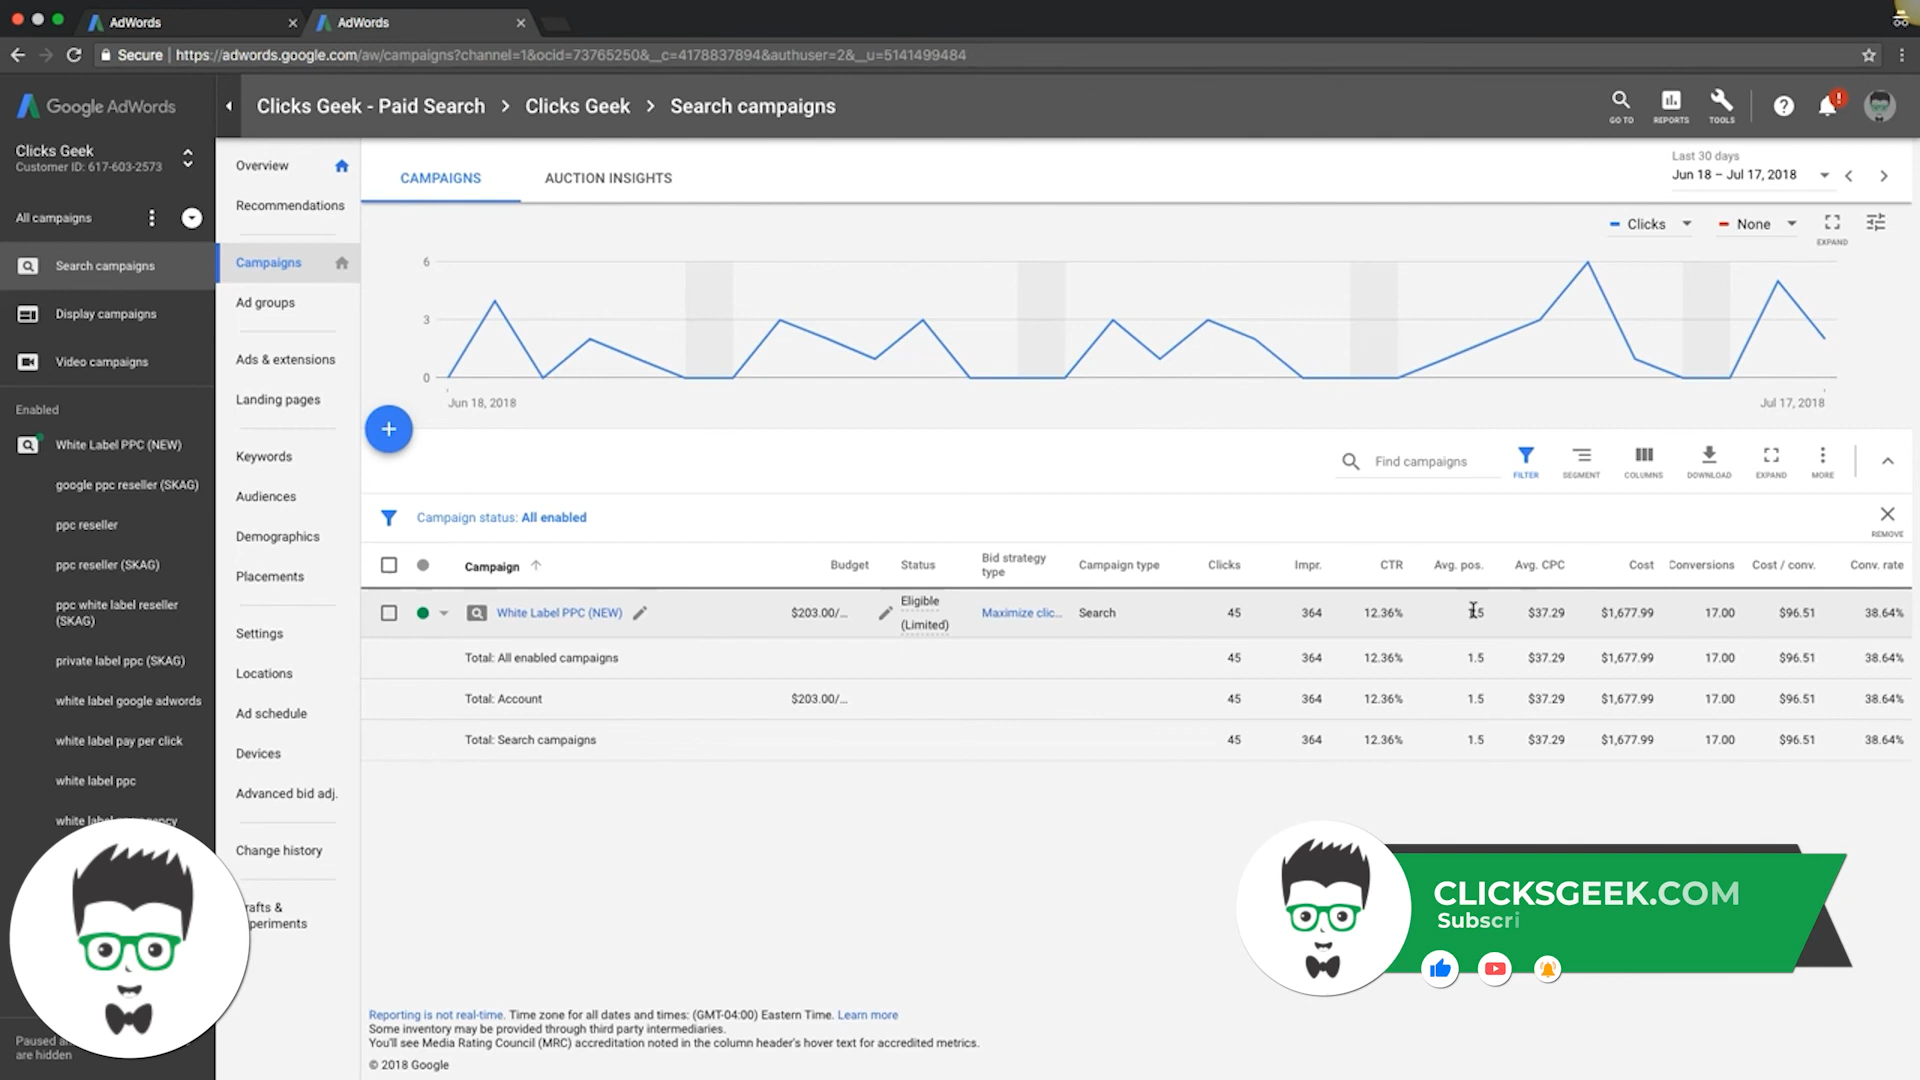 AdWords
AdWords
Secure https://adwords.google.com/aw/campaigns?channel=1&ocid=73765250&__c=4178837894&authuser=2&__u=5141499484
Google AdWords
Clicks Geek - Paid Search > Clicks Geek > Search campaigns
GO TO
REPORTS
TOOLS
!
Clicks Geek
Customer ID: 617-603-2573
All campaigns
Search campaigns
Display campaigns
Video campaigns
Enabled
White Label PPC (NEW)
google ppc reseller (SKAG)
ppc reseller
ppc reseller (SKAG)
ppc white label reseller
(SKAG)
private label ppc (SKAG)
white label google adwords
white label pay per click
white label ppc
white label
Paused
are hidden
Overview
Recommendations
Campaigns
Ad groups
Ads & extensions
Landing pages
Keywords
Audiences
Demographics
Placements
Settings
Locations
Ad schedule
Devices
Advanced bid adj.
Change history
rafts &
periments
CAMPAIGNS
AUCTION INSIGHTS
Last 30 days
Jun 18 – Jul 17, 2018
Clicks
None
EXPAND
6
3
0
Jun 18, 2018
Jul 17, 2018
Find campaigns
FILTER
SEGMENT
COLUMNS
DOWNLOAD
EXPAND
MORE
Campaign status: All enabled
REMOVE
Campaign Budget Status Bid strategy type Campaign type Clicks Impr. CTR Avg. pos. Avg. CPC Cost Conversions Cost / conv. Conv. rate
White Label PPC (NEW) $203.00/... Eligible (Limited) Maximize clic... Search 45 364 12.36% 1.5 $37.29 $1,677.99 17.00 $96.51 38.64%
Total: All enabled campaigns 45 364 12.36% 1.5 $37.29 $1,677.99 17.00 $96.51 38.64%
Total: Account $203.00/... 45 364 12.36% 1.5 $37.29 $1,677.99 17.00 $96.51 38.64%
Total: Search campaigns 45 364 12.36% 1.5 $37.29 $1,677.99 17.00 $96.51 38.64%
CLICKSGEEK.COM
Subscri
Reporting is not real-time. Time zone for all dates and times: (GMT-04:00) Eastern Time. Learn more
Some inventory may be provided through third party intermediaries.
You'll see Media Rating Council (MRC) accreditation noted in the column header's hover text for accredited metrics.
© 2018 Google